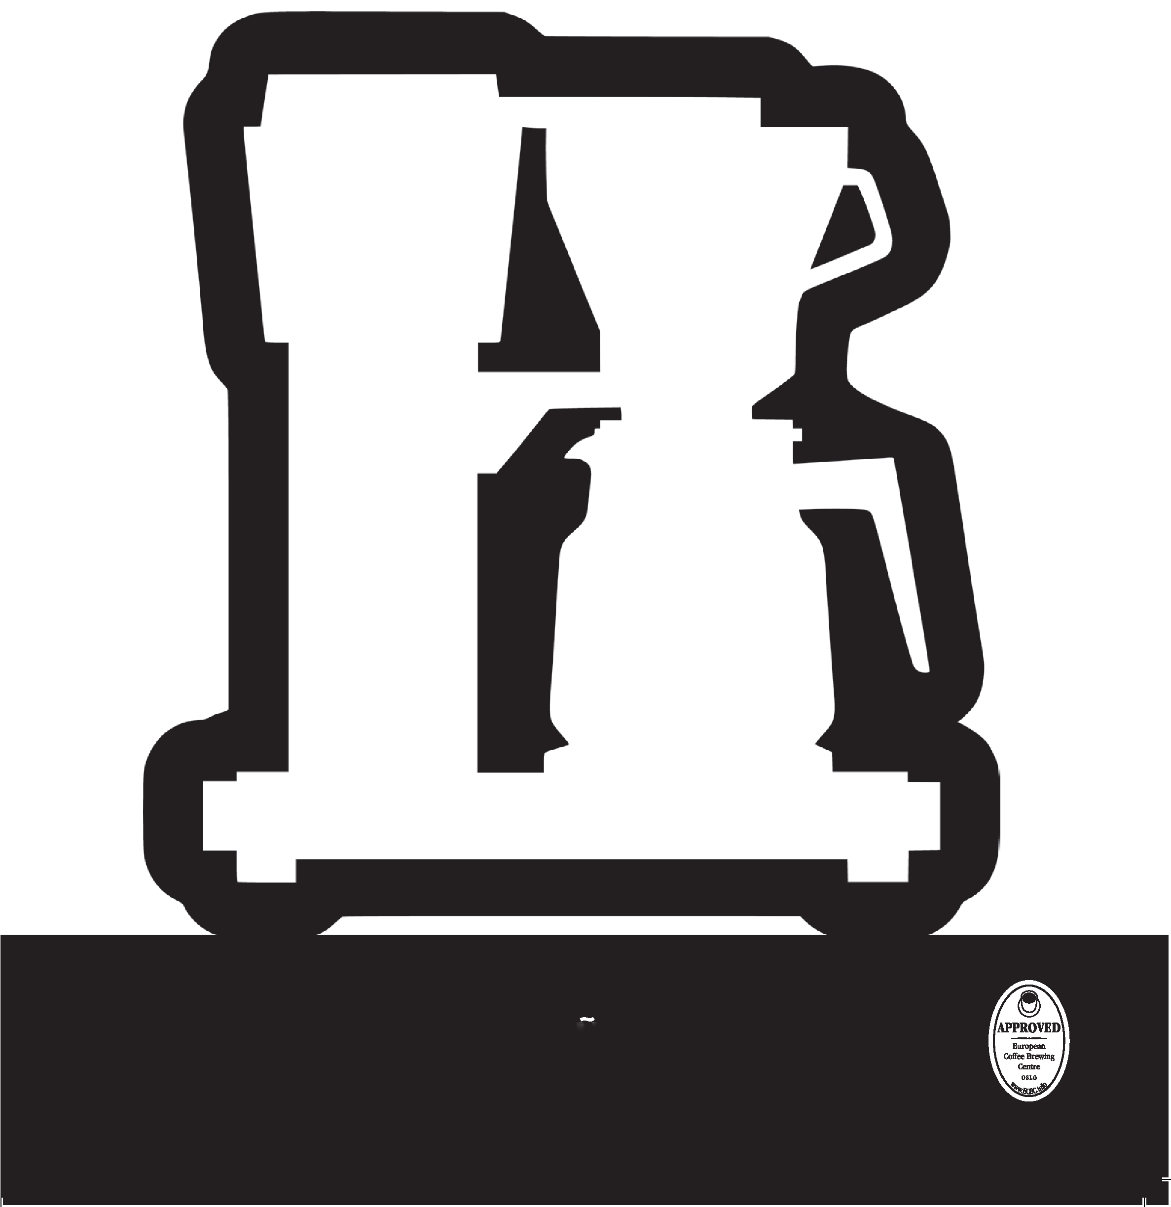 APPROVED
European
Coffee Brewing
Centre
OSLO